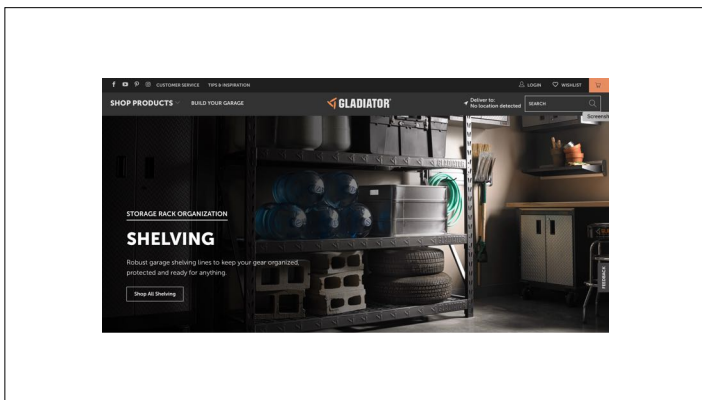 CUSTOMER SERVICE TIPS & INSPIRATION LOGIN WISHLIST
SHOP PRODUCTS BUILD YOUR GARAGE GLADIATOR Deliver to: No location detected SEARCH
Screensh
STORAGE RACK ORGANIZATION
SHELVING
Robust garage shelving lines to keep your gear organized,
protected and ready for anything.
Shop All Shelving
FEEDBACK